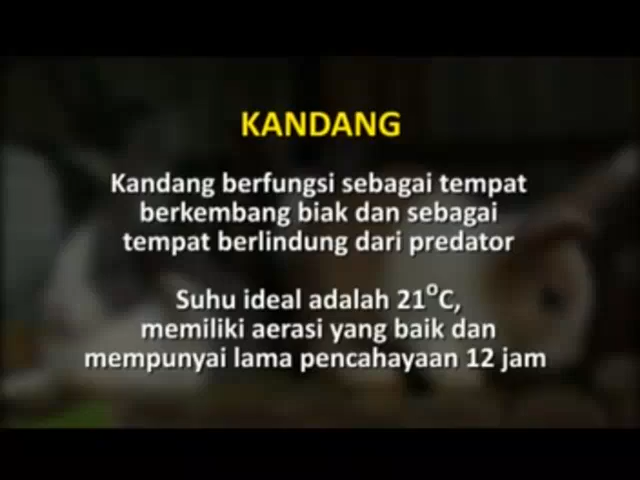 KANDANG
Kandang berfungsi sebagai tempat
berkembang biak dan sebagai
tempat berlindung dari predator
Suhu ideal adalah 21°C,
memiliki aerasi yang baik dan
mempunyai lama pencahayaan 12 jam